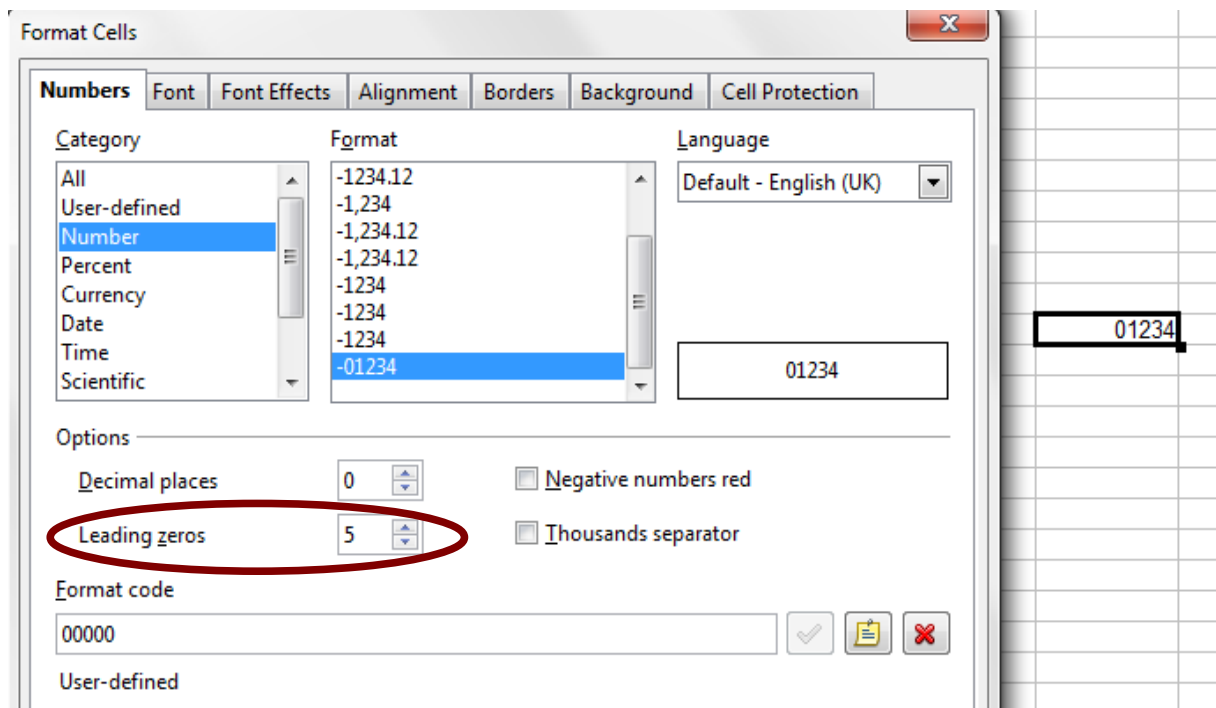 Format Cells
Numbers Font Font Effects Alignment Borders Background Cell Protection
Category
All
User-defined
Number
Percent
Currency
Date
Time
Scientific
Format
-1234.12
-1,234
-1,234.12
-1,234.12
-1234
-1234
-1234
-01234
Language
Default - English (UK)
01234
Options
Decimal places 0
Negative numbers red
Leading zeros 5
Thousands separator
Format code
00000
User-defined
01234